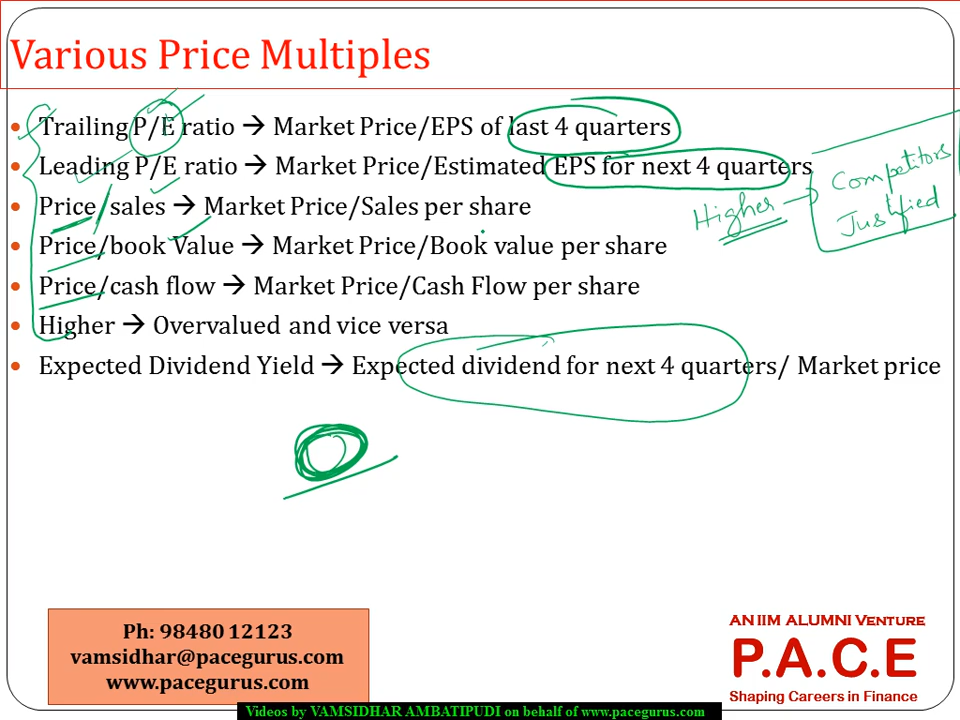 Various Price Multiples
• Trailing P/E ratio → Market Price/EPS of last 4 quarters
• Leading P/E ratio → Market Price/Estimated EPS for next 4 quarters
• Price/sales → Market Price/Sales per share
• Price/book Value → Market Price/Book value per share
• Price/cash flow → Market Price/Cash Flow per share
• Higher → Overvalued and vice versa
• Expected Dividend Yield → Expected dividend for next 4 quarters/ Market price
Higher →
Competitors
Justified
Ph: 98480 12123
vamsidhar@pacegurus.com
www.pacegurus.com
AN IIM ALUMNI VENTURE
P.A.C.E
Shaping Careers in Finance
Videos by VAMSIDHAR AMBATIPUDI on behalf of www.pacegurus.com